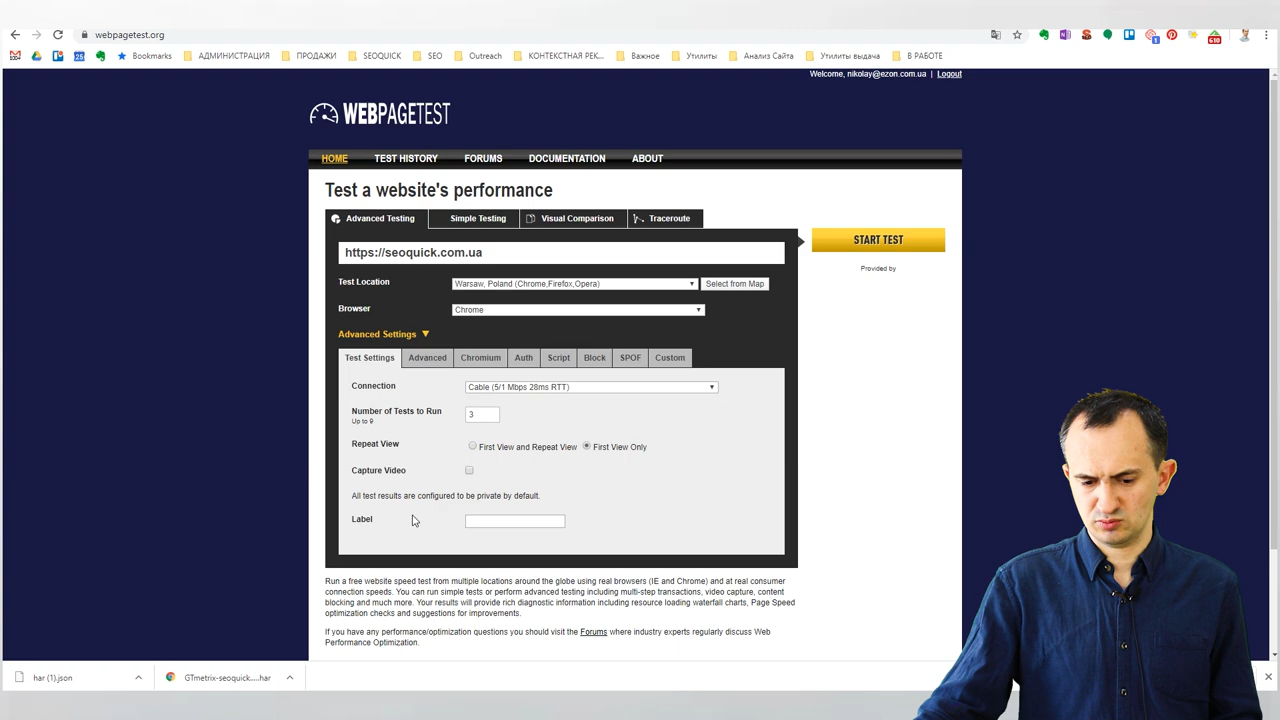 webpagetest.org
610
Bookmarks АДМИНИСТРАЦИЯ ПРОДАЖИ SEOQUICK SEO Outreach КОНТЕКСТНАЯ РЕК... Важное Утилиты Анализ Сайта Утилиты выдача В РАБОТЕ
Welcome, nikolay@ezon.com.ua | Logout
WEBPAGETEST
HOME TEST HISTORY FORUMS DOCUMENTATION ABOUT
Test a website's performance
Advanced Testing Simple Testing Visual Comparison Traceroute
START TEST
https://seoquick.com.ua
Provided by
Test Location Warsaw, Poland (Chrome,Firefox,Opera) Select from Map
Browser Chrome
Advanced Settings
Test Settings Advanced Chromium Auth Script Block SPOF Custom
Connection Cable (5/1 Mbps 28ms RTT)
Number of Tests to Run 3
Up to 9
Repeat View First View and Repeat View First View Only
Capture Video
All test results are configured to be private by default.
Label
Run a free website speed test from multiple locations around the globe using real browsers (IE and Chrome) and at real consumer
connection speeds. You can run simple tests or perform advanced testing including multi-step transactions, video capture, content
blocking and much more. Your results will provide rich diagnostic information including resource loading waterfall charts, Page Speed
optimization checks and suggestions for improvements.
If you have any performance/optimization questions you should visit the Forums where industry experts regularly discuss Web
Performance Optimization.
har (1).json GTmetrix-seoquick.....har